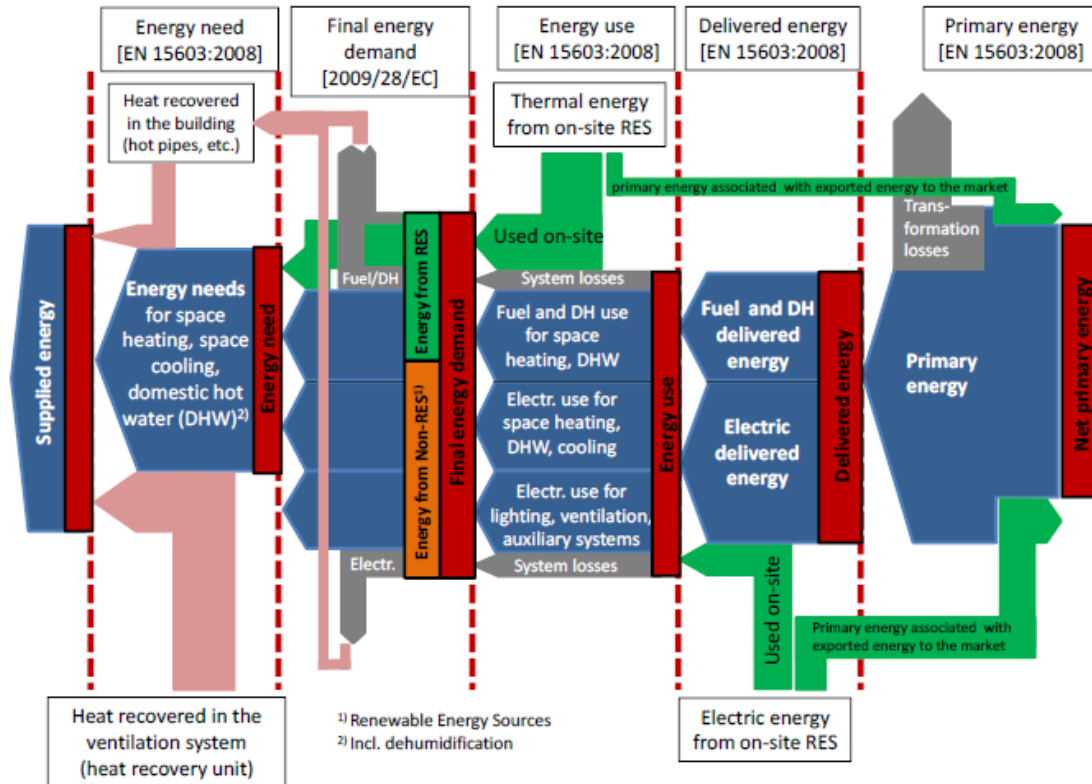 Energy need
[EN 15603:2008]
Final energy
demand
[2009/28/EC]
Energy use
[EN 15603:2008]
Delivered energy
[EN 15603:2008]
Primary energy
[EN 15603:2008]
Heat recovered
in the building
(hot pipes, etc.)
Thermal energy
from on-site RES
primary energy associated with exported energy to the market
Trans-
formation
losses
Used on-site
Fuel/DH
System losses
Supplied energy
Energy needs
for space
heating, space
cooling,
domestic hot
water (DHW)2)
Energy need
Energy from RES
Energy from Non-RES1)
Final energy demand
Fuel and DH use
for space
heating, DHW
Electr. use for
space heating,
DHW, cooling
Electr. use for
lighting, ventilation,
auxiliary systems
Energy use
Fuel and DH
delivered
energy
Electric
delivered
energy
Delivered energy
Primary
energy
Net primary energy
Electr.
System losses
Used on-site
Primary energy associated with
exported energy to the market
Heat recovered in the
ventilation system
(heat recovery unit)
1) Renewable Energy Sources
2) Incl. dehumidification
Electric energy
from on-site RES